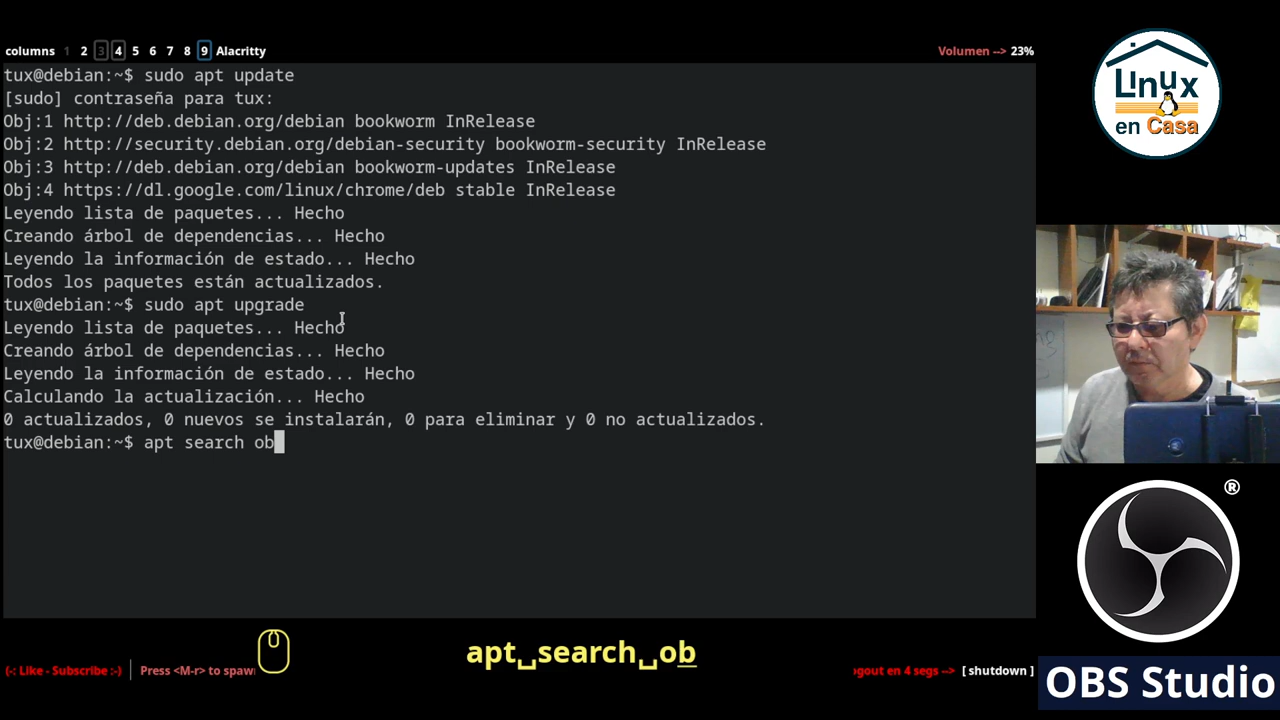 columns 1 2 3 4 5 6 7 8 9 Alacritty
Volumen --> 23%
tux@debian:~$ sudo apt update
[sudo] contraseña para tux:
Obj:1 http://deb.debian.org/debian bookworm InRelease
Obj:2 http://security.debian.org/debian-security bookworm-security InRelease
Obj:3 http://deb.debian.org/debian bookworm-updates InRelease
Obj:4 https://dl.google.com/linux/chrome/deb stable InRelease
Leyendo lista de paquetes... Hecho
Creando árbol de dependencias... Hecho
Leyendo la información de estado... Hecho
Todos los paquetes están actualizados.
tux@debian:~$ sudo apt upgrade
Leyendo lista de paquetes... Hecho
Creando árbol de dependencias... Hecho
Leyendo la información de estado... Hecho
Calculando la actualización... Hecho
0 actualizados, 0 nuevos se instalarán, 0 para eliminar y 0 no actualizados.
tux@debian:~$ apt search ob
apt␣search␣ob
(-: Like - Subscribe :-)
Press <M-r> to spaw
gout en 4 segs --> [ shutdown ]
Linux
en Casa
®
OBS Studio